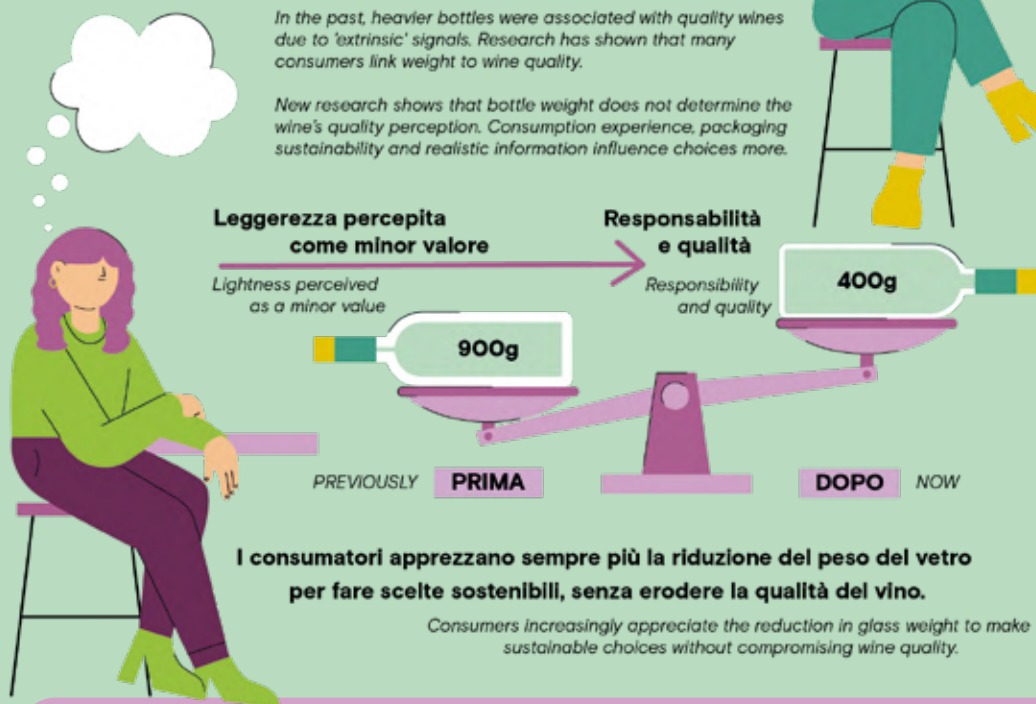 In the past, heavier bottles were associated with quality wines
due to 'extrinsic' signals. Research has shown that many
consumers link weight to wine quality.
New research shows that bottle weight does not determine the
wine's quality perception. Consumption experience, packaging
sustainability and realistic information influence choices more.
Leggerezza percepita
come minor valore
Lightness perceived
as a minor value
Responsabilità
e qualità
Responsibility
and quality
900g
400g
PREVIOUSLY PRIMA
DOPO NOW
I consumatori apprezzano sempre più la riduzione del peso del vetro
per fare scelte sostenibili, senza erodere la qualità del vino.
Consumers increasingly appreciate the reduction in glass weight to make
sustainable choices without compromising wine quality.